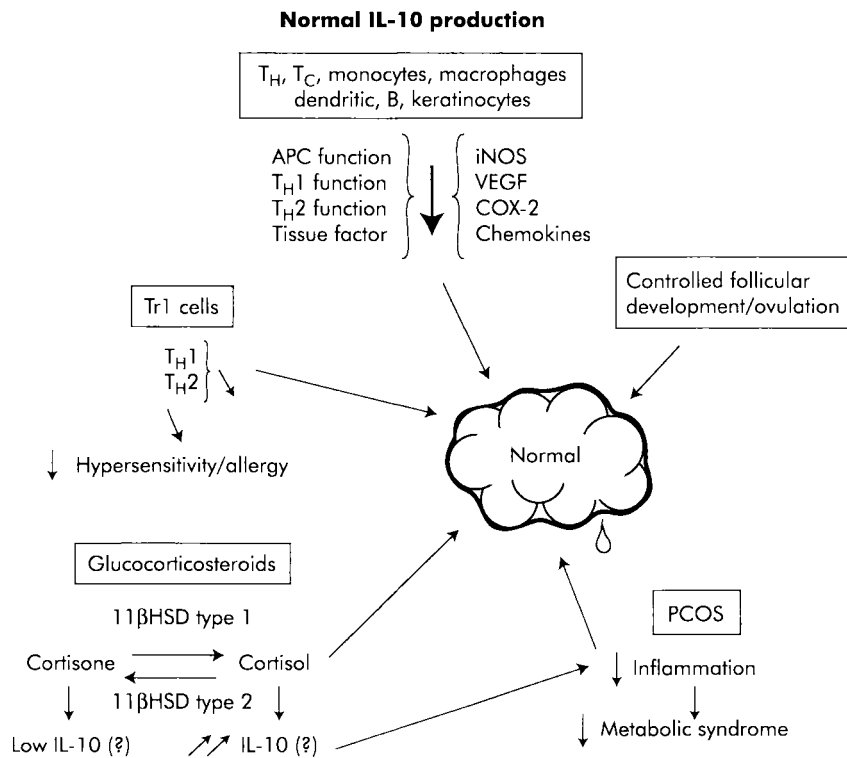 Normal IL-10 production
T_H, T_C, monocytes, macrophages
dendritic, B, keratinocytes
APC function
T_H1 function
T_H2 function
Tissue factor
iNOS
VEGF
COX-2
Chemokines
Controlled follicular
development/ovulation
Tr1 cells
T_H1
T_H2
↓ Hypersensitivity/allergy
Normal
Glucocorticosteroids
11βHSD type 1
Cortisone
Cortisol
11βHSD type 2
Low IL-10 (?)
IL-10 (?)
PCOS
↓ Inflammation
↓ Metabolic syndrome